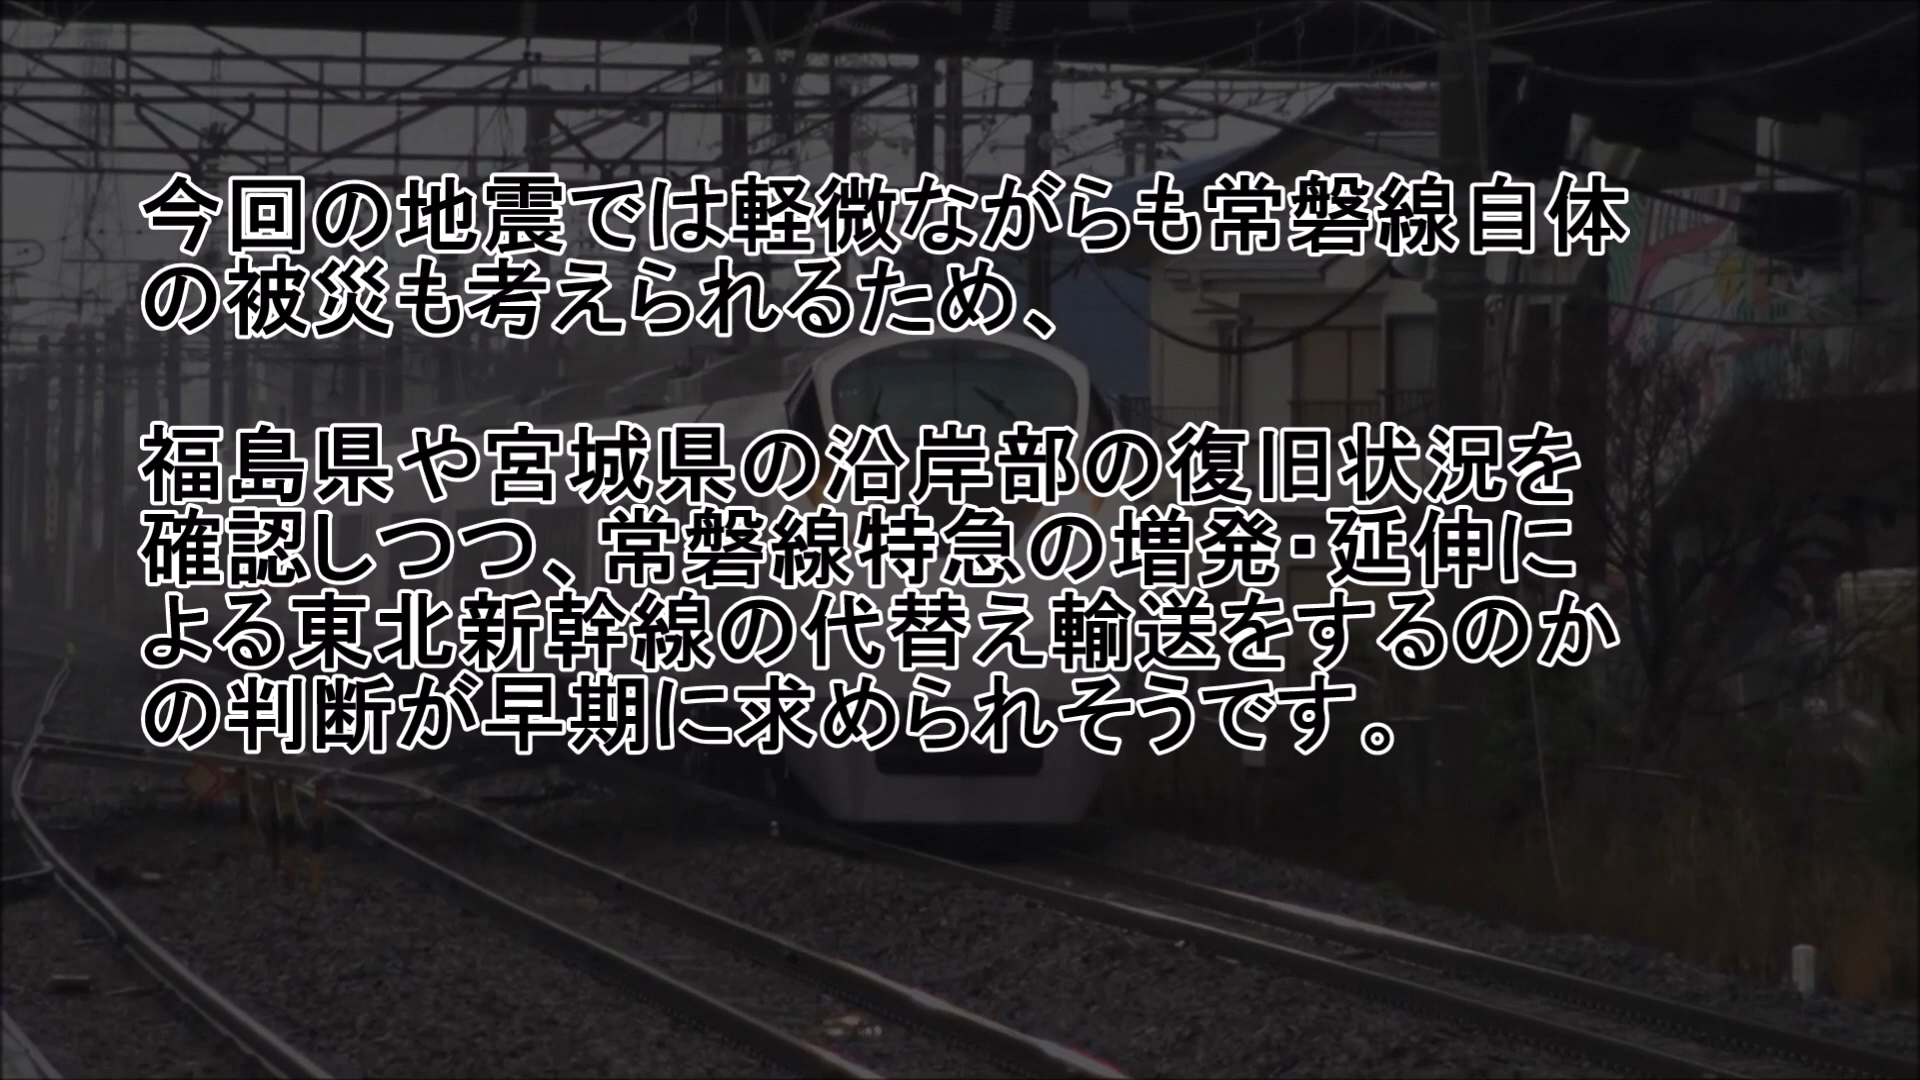 今回の地震では軽微ながらも常磐線自体
の被災も考えられるため、
福島県や宮城県の沿岸部の復旧状況を
確認しつつ、常磐線特急の増発・延伸に
よる東北新幹線の代替え輸送をするのか
の判断が早期に求められそうです。